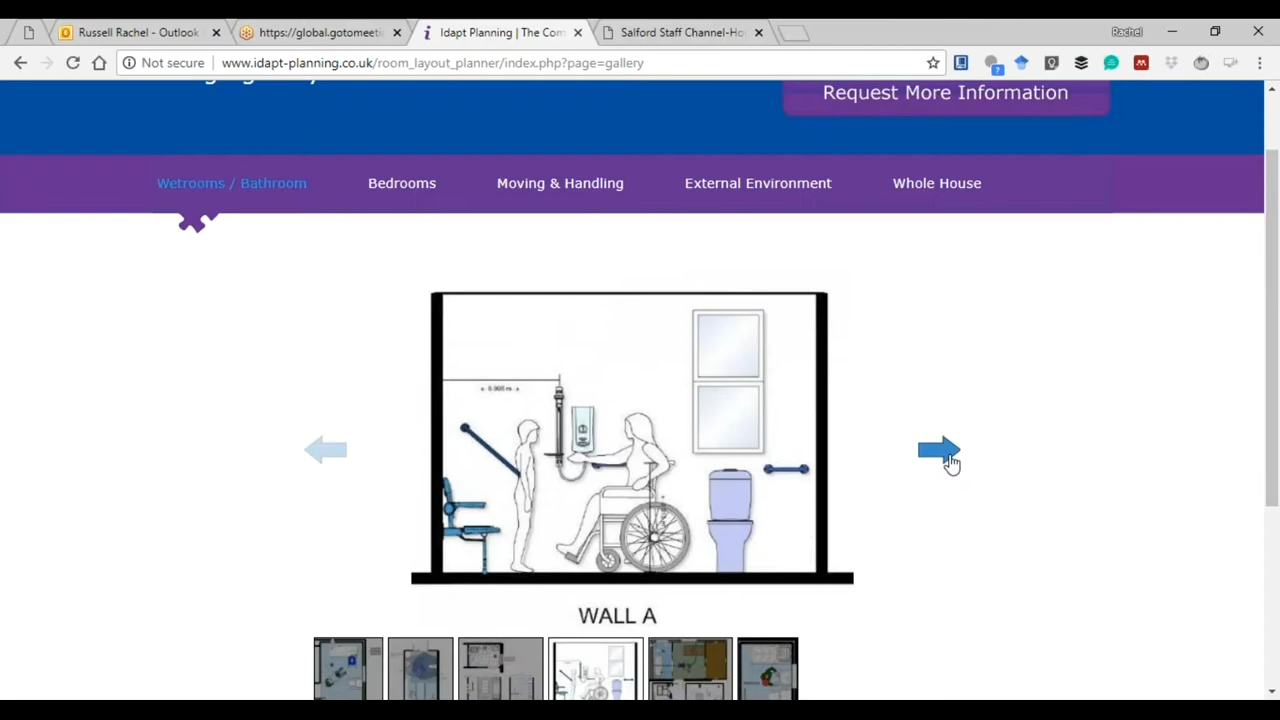 Russell Rachel - Outlook
https://global.gotomeeti
Idapt Planning | The Com
Salford Staff Channel-Ho
Rachel
Not secure
www.idapt-planning.co.uk/room_layout_planner/index.php?page=gallery
Request More Information
Wetrooms / Bathroom
Bedrooms
Moving & Handling
External Environment
Whole House
WALL A